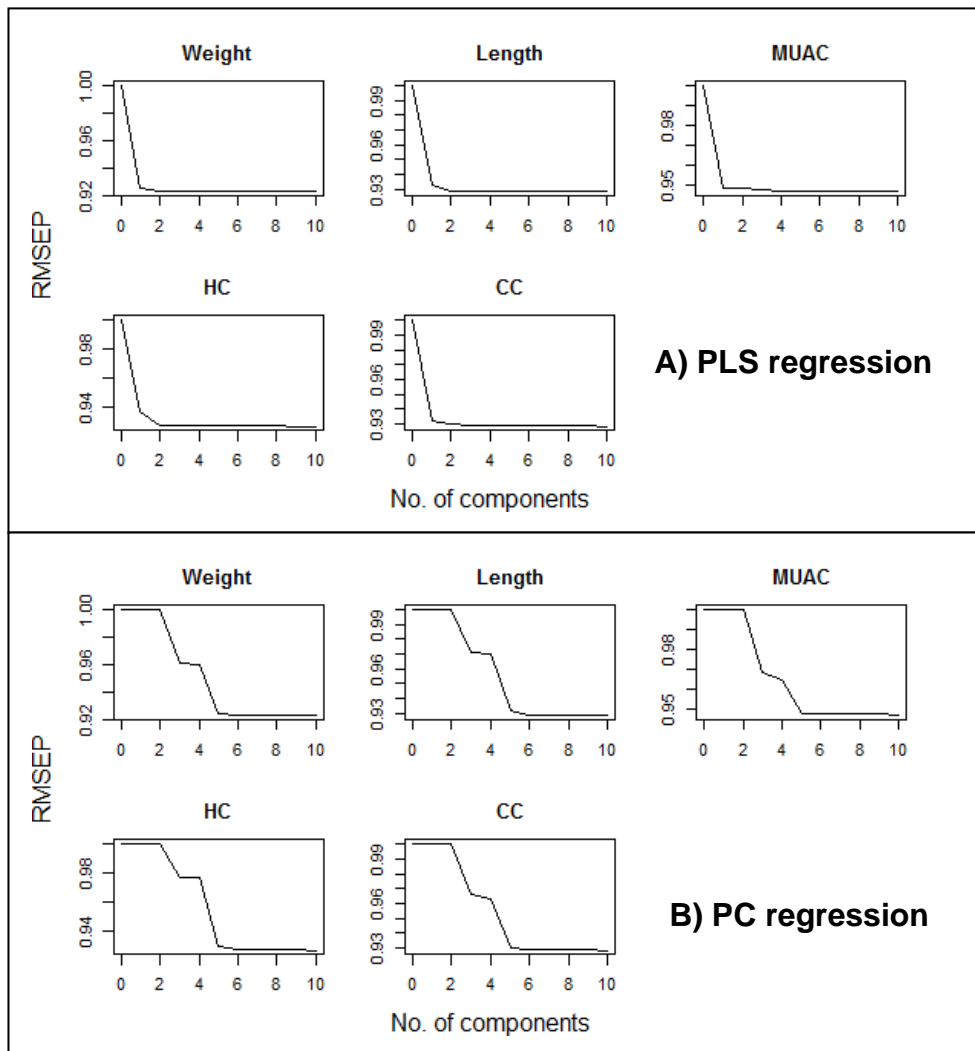 Weight Length MUAC
1.00
0.96
0.92
0.99
0.96
0.93
0.98
0.95
0 2 4 6 8 10 0 2 4 6 8 10 0 2 4 6 8 10
RMSEP
HC CC
0.98
0.94
0.99
0.96
0.93
A) PLS regression
0 2 4 6 8 10 0 2 4 6 8 10
No. of components
Weight Length MUAC
1.00
0.96
0.92
0.99
0.96
0.93
0.98
0.95
0 2 4 6 8 10 0 2 4 6 8 10 0 2 4 6 8 10
RMSEP
HC CC
0.98
0.94
0.99
0.96
0.93
B) PC regression
0 2 4 6 8 10 0 2 4 6 8 10
No. of components